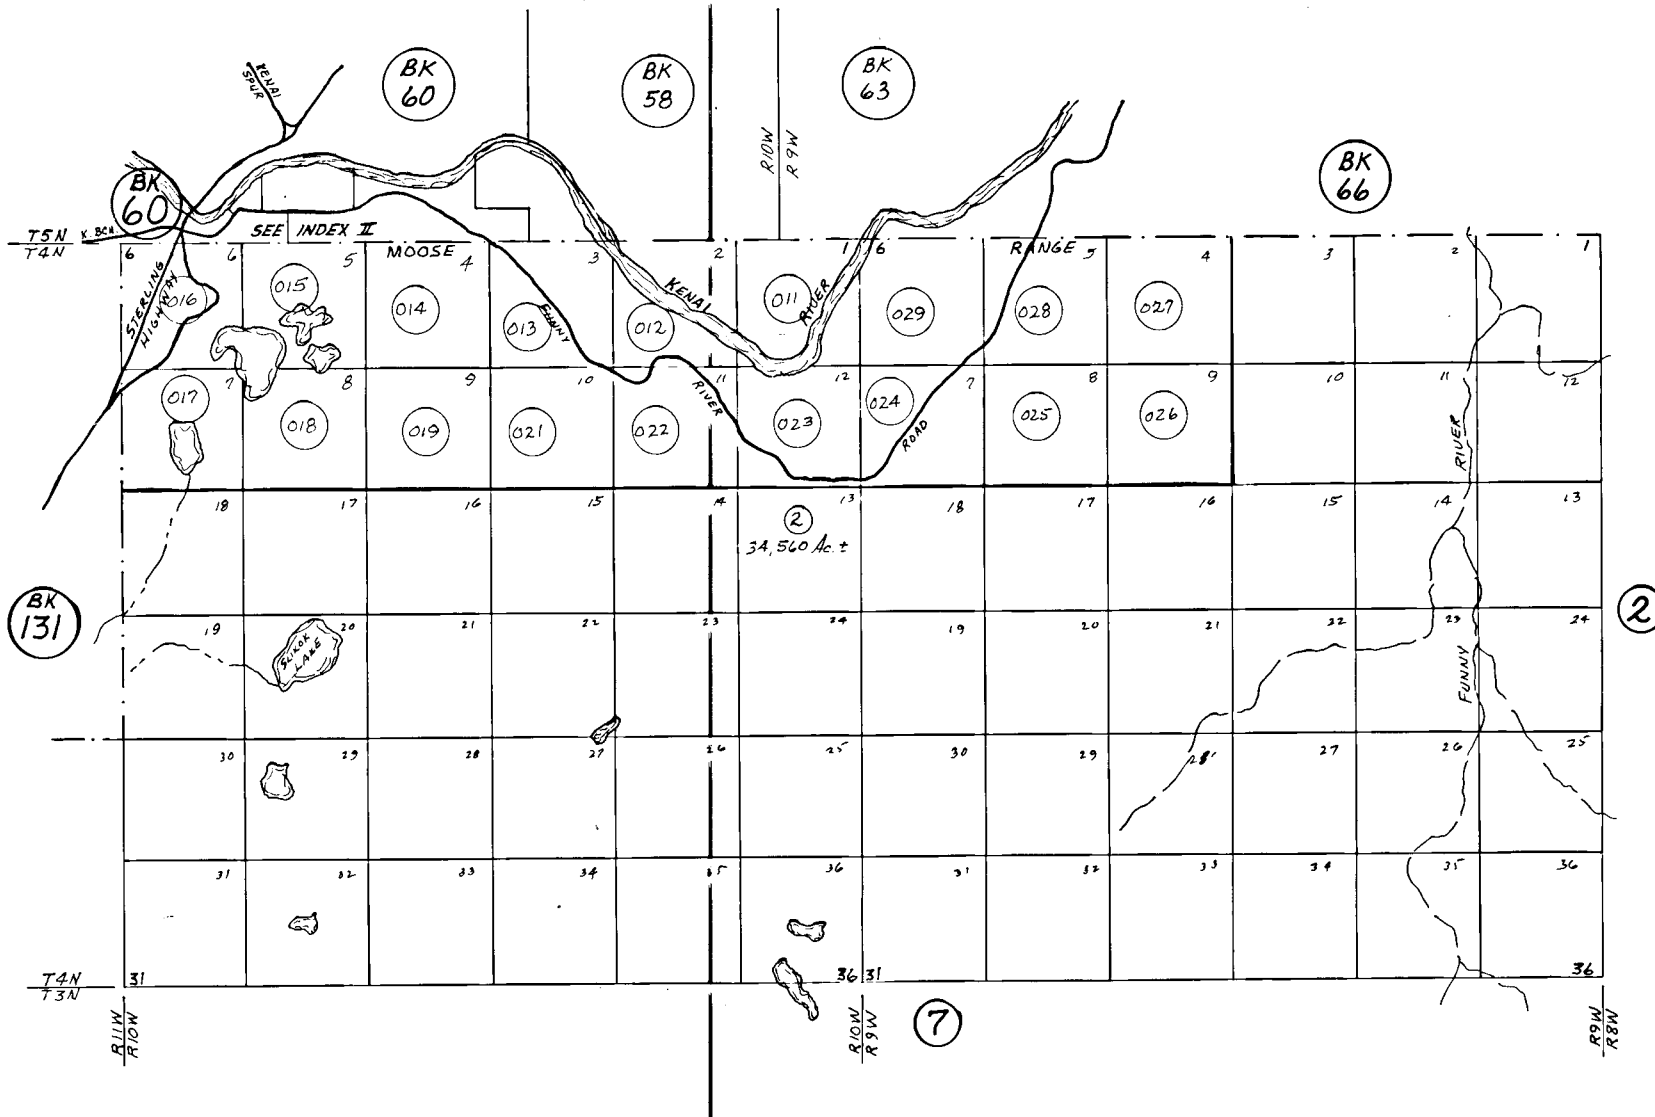 KENAI
SPUR
BK
60
BK
58
BK
63
R10W
R9W
BK
66
BK
60
T5N
T4N
K. BCH.
SEE INDEX II
MOOSE RANGE
6 6 5 4 3 2 1 6 5 4 3 2 1
STERLING
HIGHWAY
016 015 014 013 012 011 029 028 027
FUNNY
KENAI
RIVER
7 8 9 10 11 12 7 8 9 10 11 12
017 018 019 021 022 023 024 025 026
RIVER
ROAD
RIVER
18 17 16 15 14 13 18 17 16 15 14 13
2
34,560 Ac.±
BK
131
19 20 21 22 23 24 19 20 21 22 23 24
2
SLIKOK
LAKE
FUNNY
30 29 28 27 26 25 30 29 28 27 26 25
31 32 33 34 35 36 31 32 33 34 35 36
T4N
T3N
31 36 31 36
R11W
R10W
R10W
R9W
7
R9W
R8W